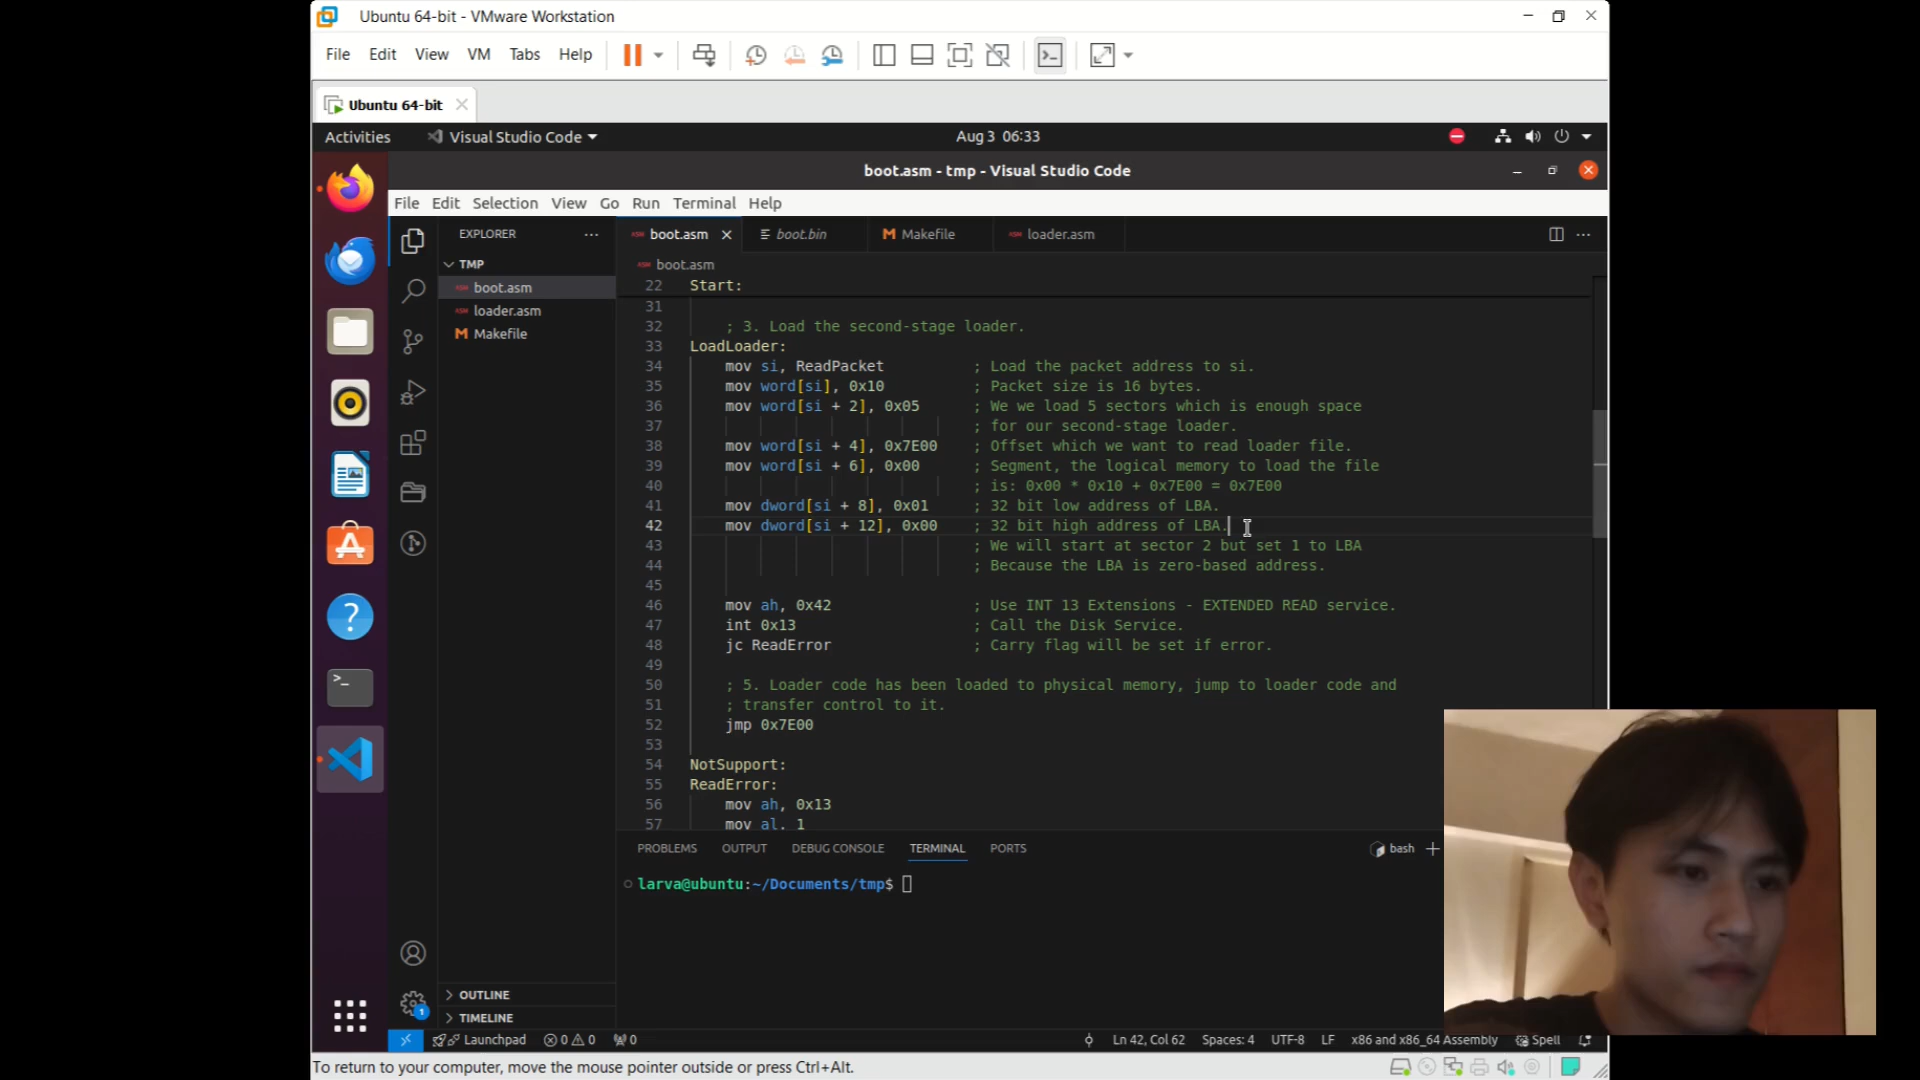 Ubuntu 64-bit - VMware Workstation
File Edit View VM Tabs Help
Ubuntu 64-bit
Activities Visual Studio Code Aug 3 06:33
boot.asm - tmp - Visual Studio Code
File Edit Selection View Go Run Terminal Help
EXPLORER
boot.asm boot.bin Makefile loader.asm
TMP
boot.asm
loader.asm
Makefile
boot.asm
22 Start:
31
32 ; 3. Load the second-stage loader.
33 LoadLoader:
34 mov si, ReadPacket ; Load the packet address to si.
35 mov word[si], 0x10 ; Packet size is 16 bytes.
36 mov word[si + 2], 0x05 ; We we load 5 sectors which is enough space
37 ; for our second-stage loader.
38 mov word[si + 4], 0x7E00 ; Offset which we want to read loader file.
39 mov word[si + 6], 0x00 ; Segment, the logical memory to load the file
40 ; is: 0x00 * 0x10 + 0x7E00 = 0x7E00
41 mov dword[si + 8], 0x01 ; 32 bit low address of LBA.
42 mov dword[si + 12], 0x00 ; 32 bit high address of LBA.
43 ; We will start at sector 2 but set 1 to LBA
44 ; Because the LBA is zero-based address.
45
46 mov ah, 0x42 ; Use INT 13 Extensions - EXTENDED READ service.
47 int 0x13 ; Call the Disk Service.
48 jc ReadError ; Carry flag will be set if error.
49
50 ; 5. Loader code has been loaded to physical memory, jump to loader code and
51 ; transfer control to it.
52 jmp 0x7E00
53
54 NotSupport:
55 ReadError:
56 mov ah, 0x13
57 mov al, 1
PROBLEMS OUTPUT DEBUG CONSOLE TERMINAL PORTS bash
larva@ubuntu:~/Documents/tmp$
OUTLINE
TIMELINE
1
Launchpad 0 0 0 Ln 42, Col 62 Spaces: 4 UTF-8 LF x86 and x86_64 Assembly Spell
To return to your computer, move the mouse pointer outside or press Ctrl+Alt.